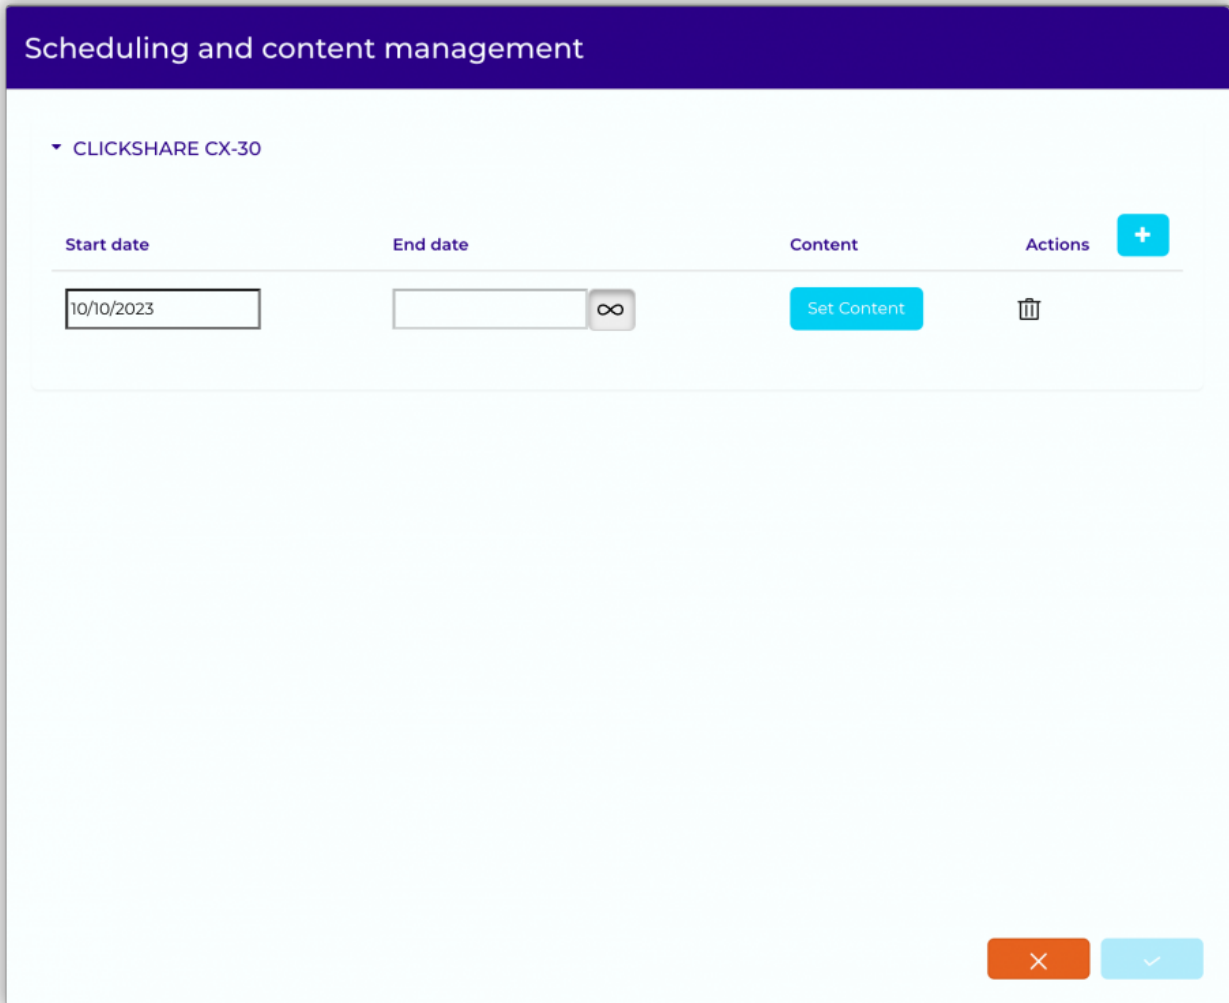 Scheduling and content management
CLICKSHARE CX-30
Start date End date Content Actions
10/10/2023 Set Content